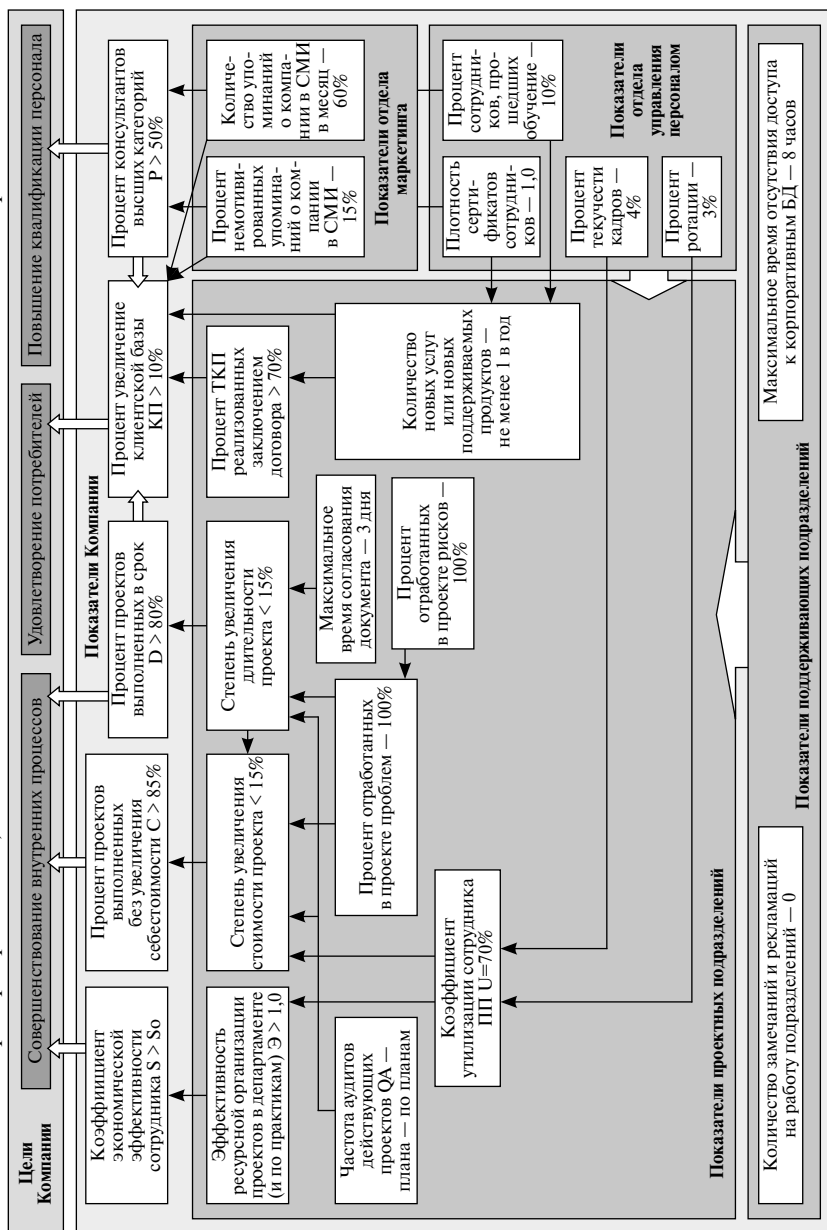 Цели
Компании
Совершенствование внутренних процессов
Удовлетворение потребителей
Повышение квалификации персонала
Показатели Компании
Коэффициент
экономической
эффективности
сотрудника S > So
Процент проектов
выполненных
без увеличения
себестоимости C > 85%
Процент проектов
выполненных в срок
D > 80%
Процент увеличение
клиентской базы
КП > 10%
Процент консультантов
высших категорий
P > 50%
Эффективность
ресурсной организации
проектов в департаменте
(и по практикам) Э > 1,0
Степень увеличения
стоимости проекта < 15%
Степень увеличения
длительности
проекта < 15%
Процент ТКП
реализованных
заключением
договора > 70%
Процент
немотивиро-
ванных
упомина-
ний о ком-
пании
в СМИ —
15%
Количе-
ство упо-
минаний
о компа-
нии в СМИ
в месяц —
60%
Показатели отдела
маркетинга
Частота аудитов
действующих
проектов QA —
плана — по планам
Процент отработанных
в проекте проблем — 100%
Максимальное
время согласования
документа — 3 дня
Процент
отработанных
в проекте рисков —
100%
Количество
новых услуг
или новых
поддерживаемых
продуктов —
не менее 1 в год
Коэффициент
утилизации сотрудника
ПП U=70%
Плотность
серти-
фикатов
сотрудни-
ков — 1,0
Процент
сотрудни-
ков, про-
шедших
обучение —
10%
Процент
текучести
кадров —
4%
Процент
ротации —
3%
Показатели отдела
управления
персоналом
Показатели проектных подразделений
Количество замечаний и рекламаций
на работу подразделений — 0
Максимальное время отсутствия доступа
к корпоративным БД — 8 часов
Показатели поддерживающих подразделений